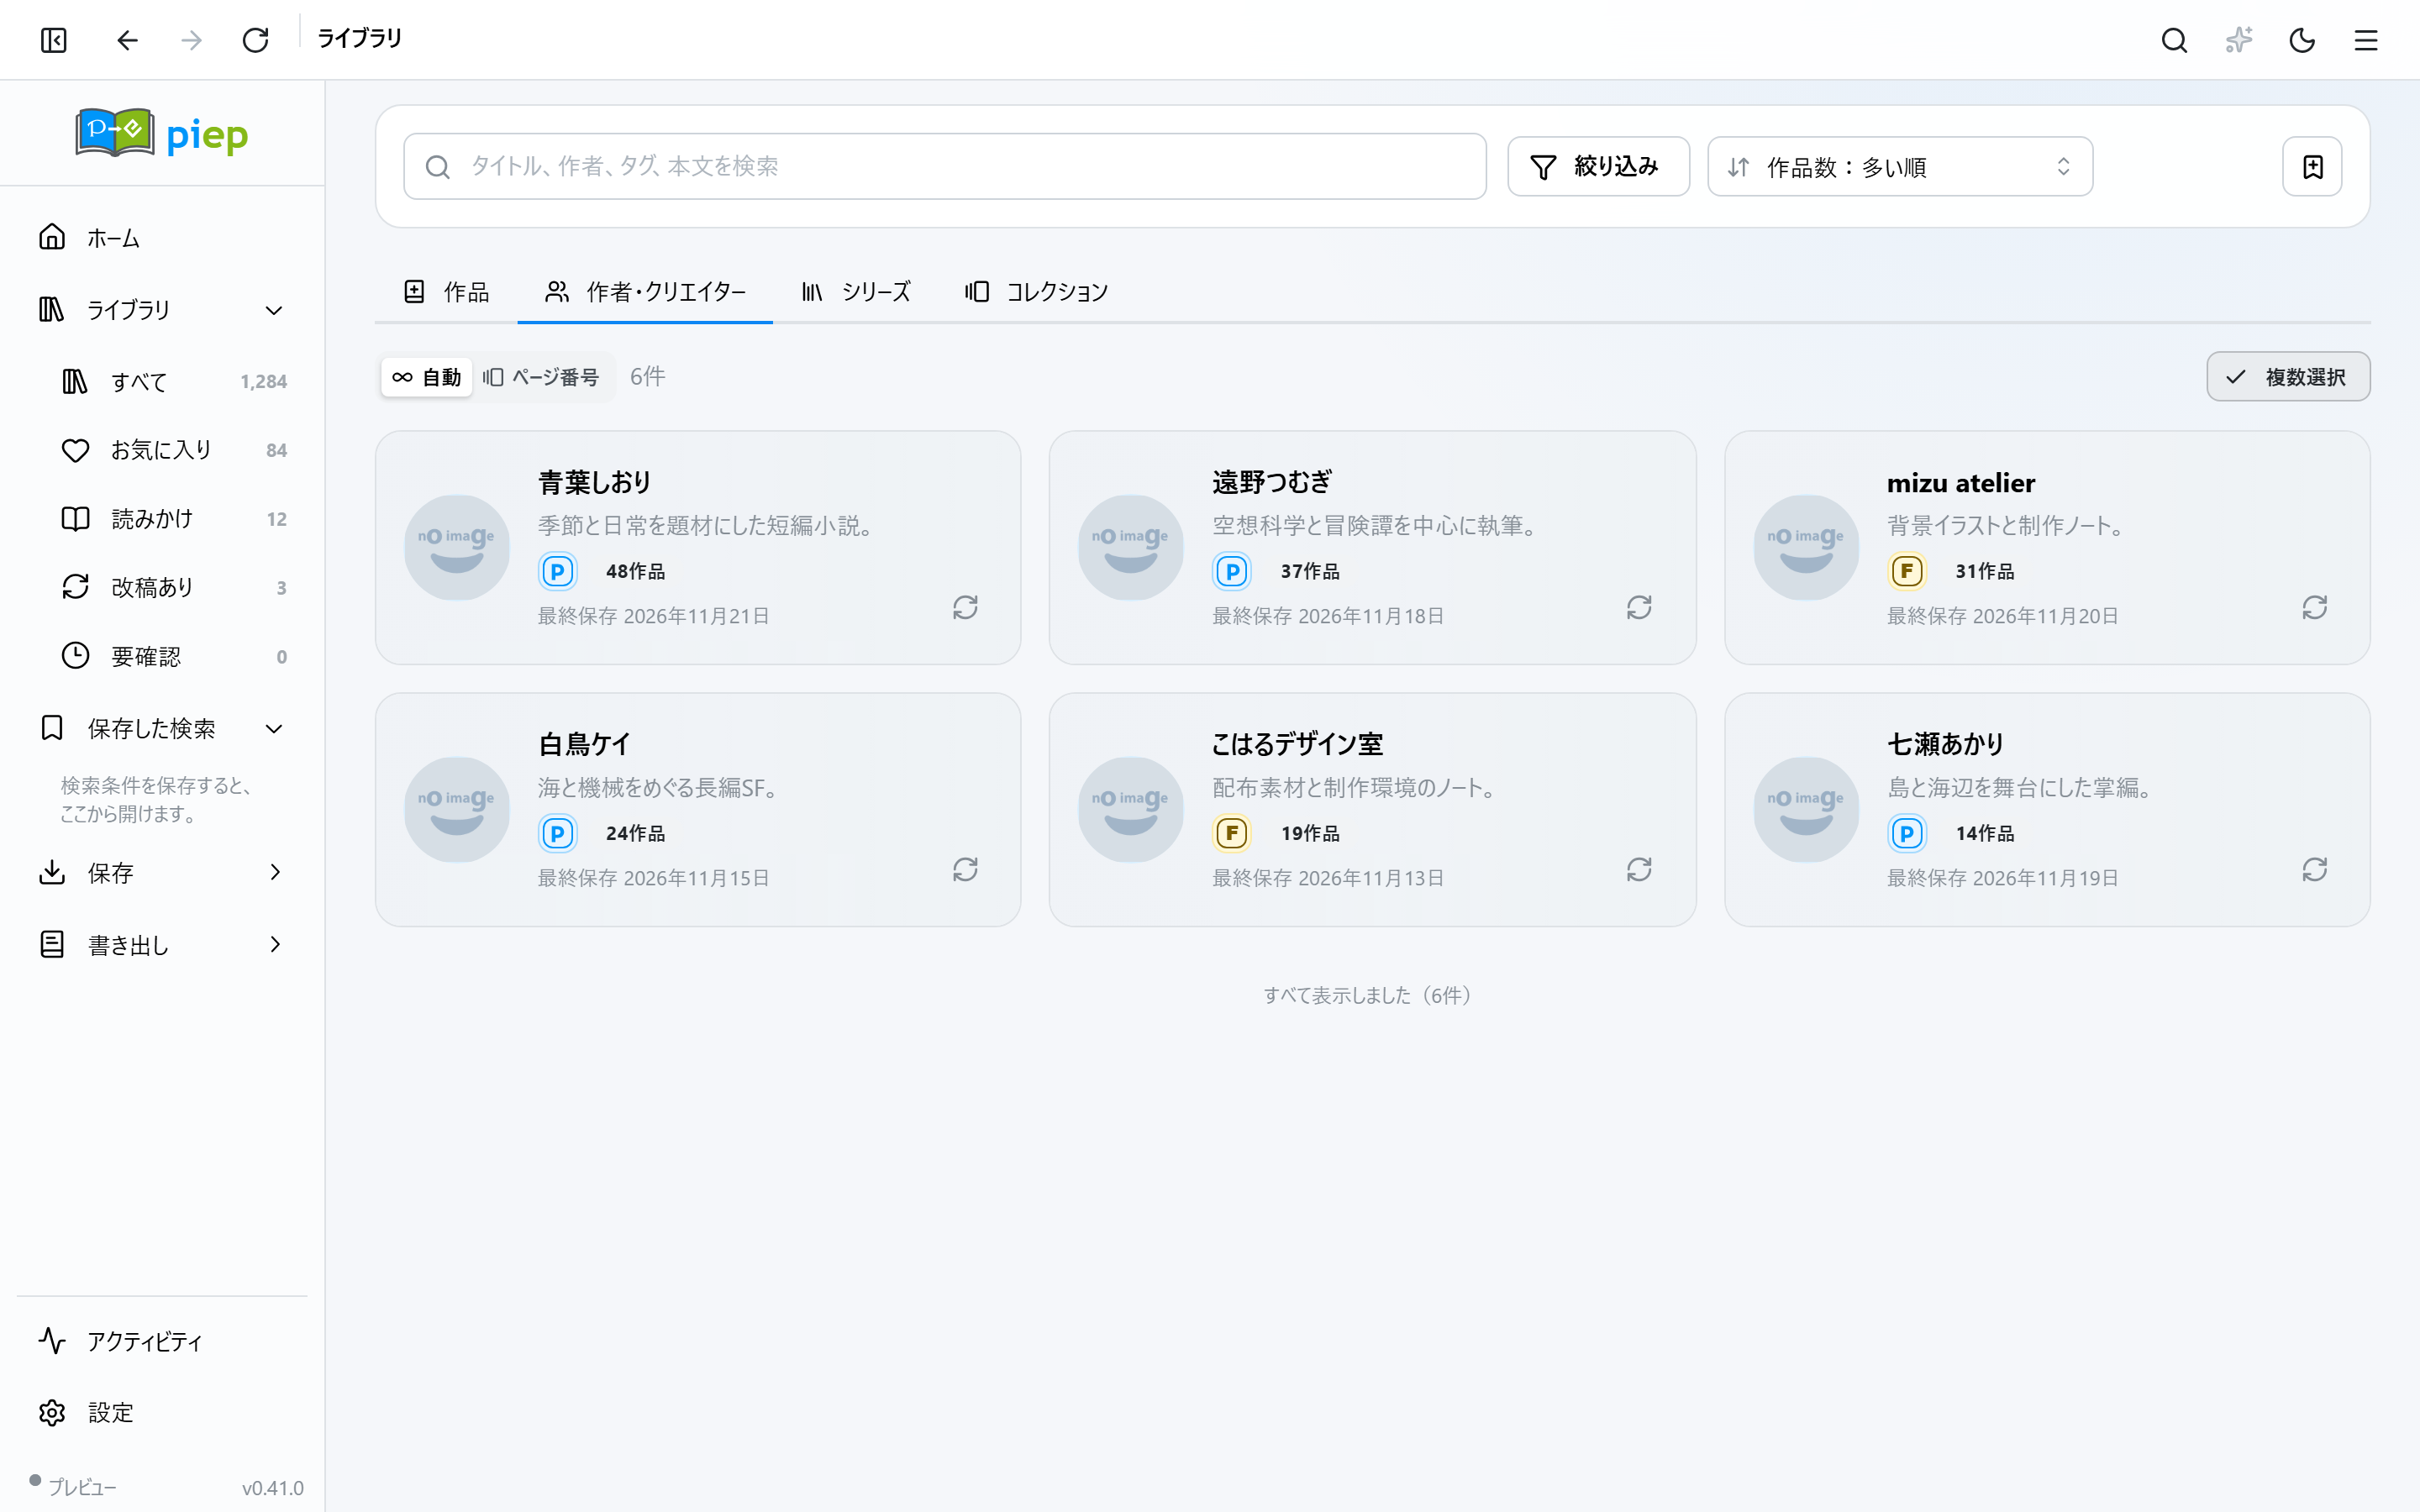 ライブラリ
piep
ホーム
ライブラリ
すべて 1,284
お気に入り 84
読みかけ 12
改稿あり 3
要確認 0
保存した検索
検索条件を保存すると、
ここから開けます。
保存
書き出し
アクティビティ
設定
プレビュー v0.41.0
タイトル、作者、タグ、本文を検索
絞り込み
作品数：多い順
作品
作者・クリエイター
シリーズ
コレクション
自動
ページ番号
6件
複数選択
no image
青葉しおり
季節と日常を題材にした短編小説。
P 48作品
最終保存 2026年11月21日
no image
遠野つむぎ
空想科学と冒険譚を中心に執筆。
P 37作品
最終保存 2026年11月18日
no image
mizu atelier
背景イラストと制作ノート。
F 31作品
最終保存 2026年11月20日
no image
白鳥ケイ
海と機械をめぐる長編SF。
P 24作品
最終保存 2026年11月15日
no image
こはるデザイン室
配布素材と制作環境のノート。
F 19作品
最終保存 2026年11月13日
no image
七瀬あかり
島と海辺を舞台にした掌編。
P 14作品
最終保存 2026年11月19日
すべて表示しました（6件）